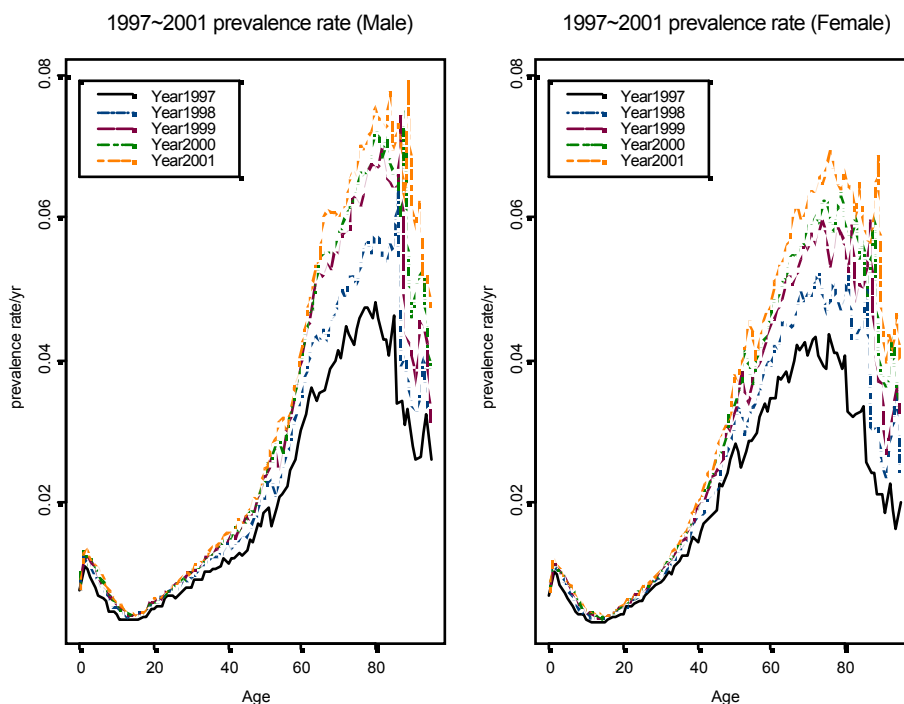 1997~2001 prevalence rate (Male)
prevalence rate/yr
0.08
0.06
0.04
0.02
Year1997
Year1998
Year1999
Year2000
Year2001
0 20 40 60 80
Age
1997~2001 prevalence rate (Female)
prevalence rate/yr
0.08
0.06
0.04
0.02
Year1997
Year1998
Year1999
Year2000
Year2001
0 20 40 60 80
Age